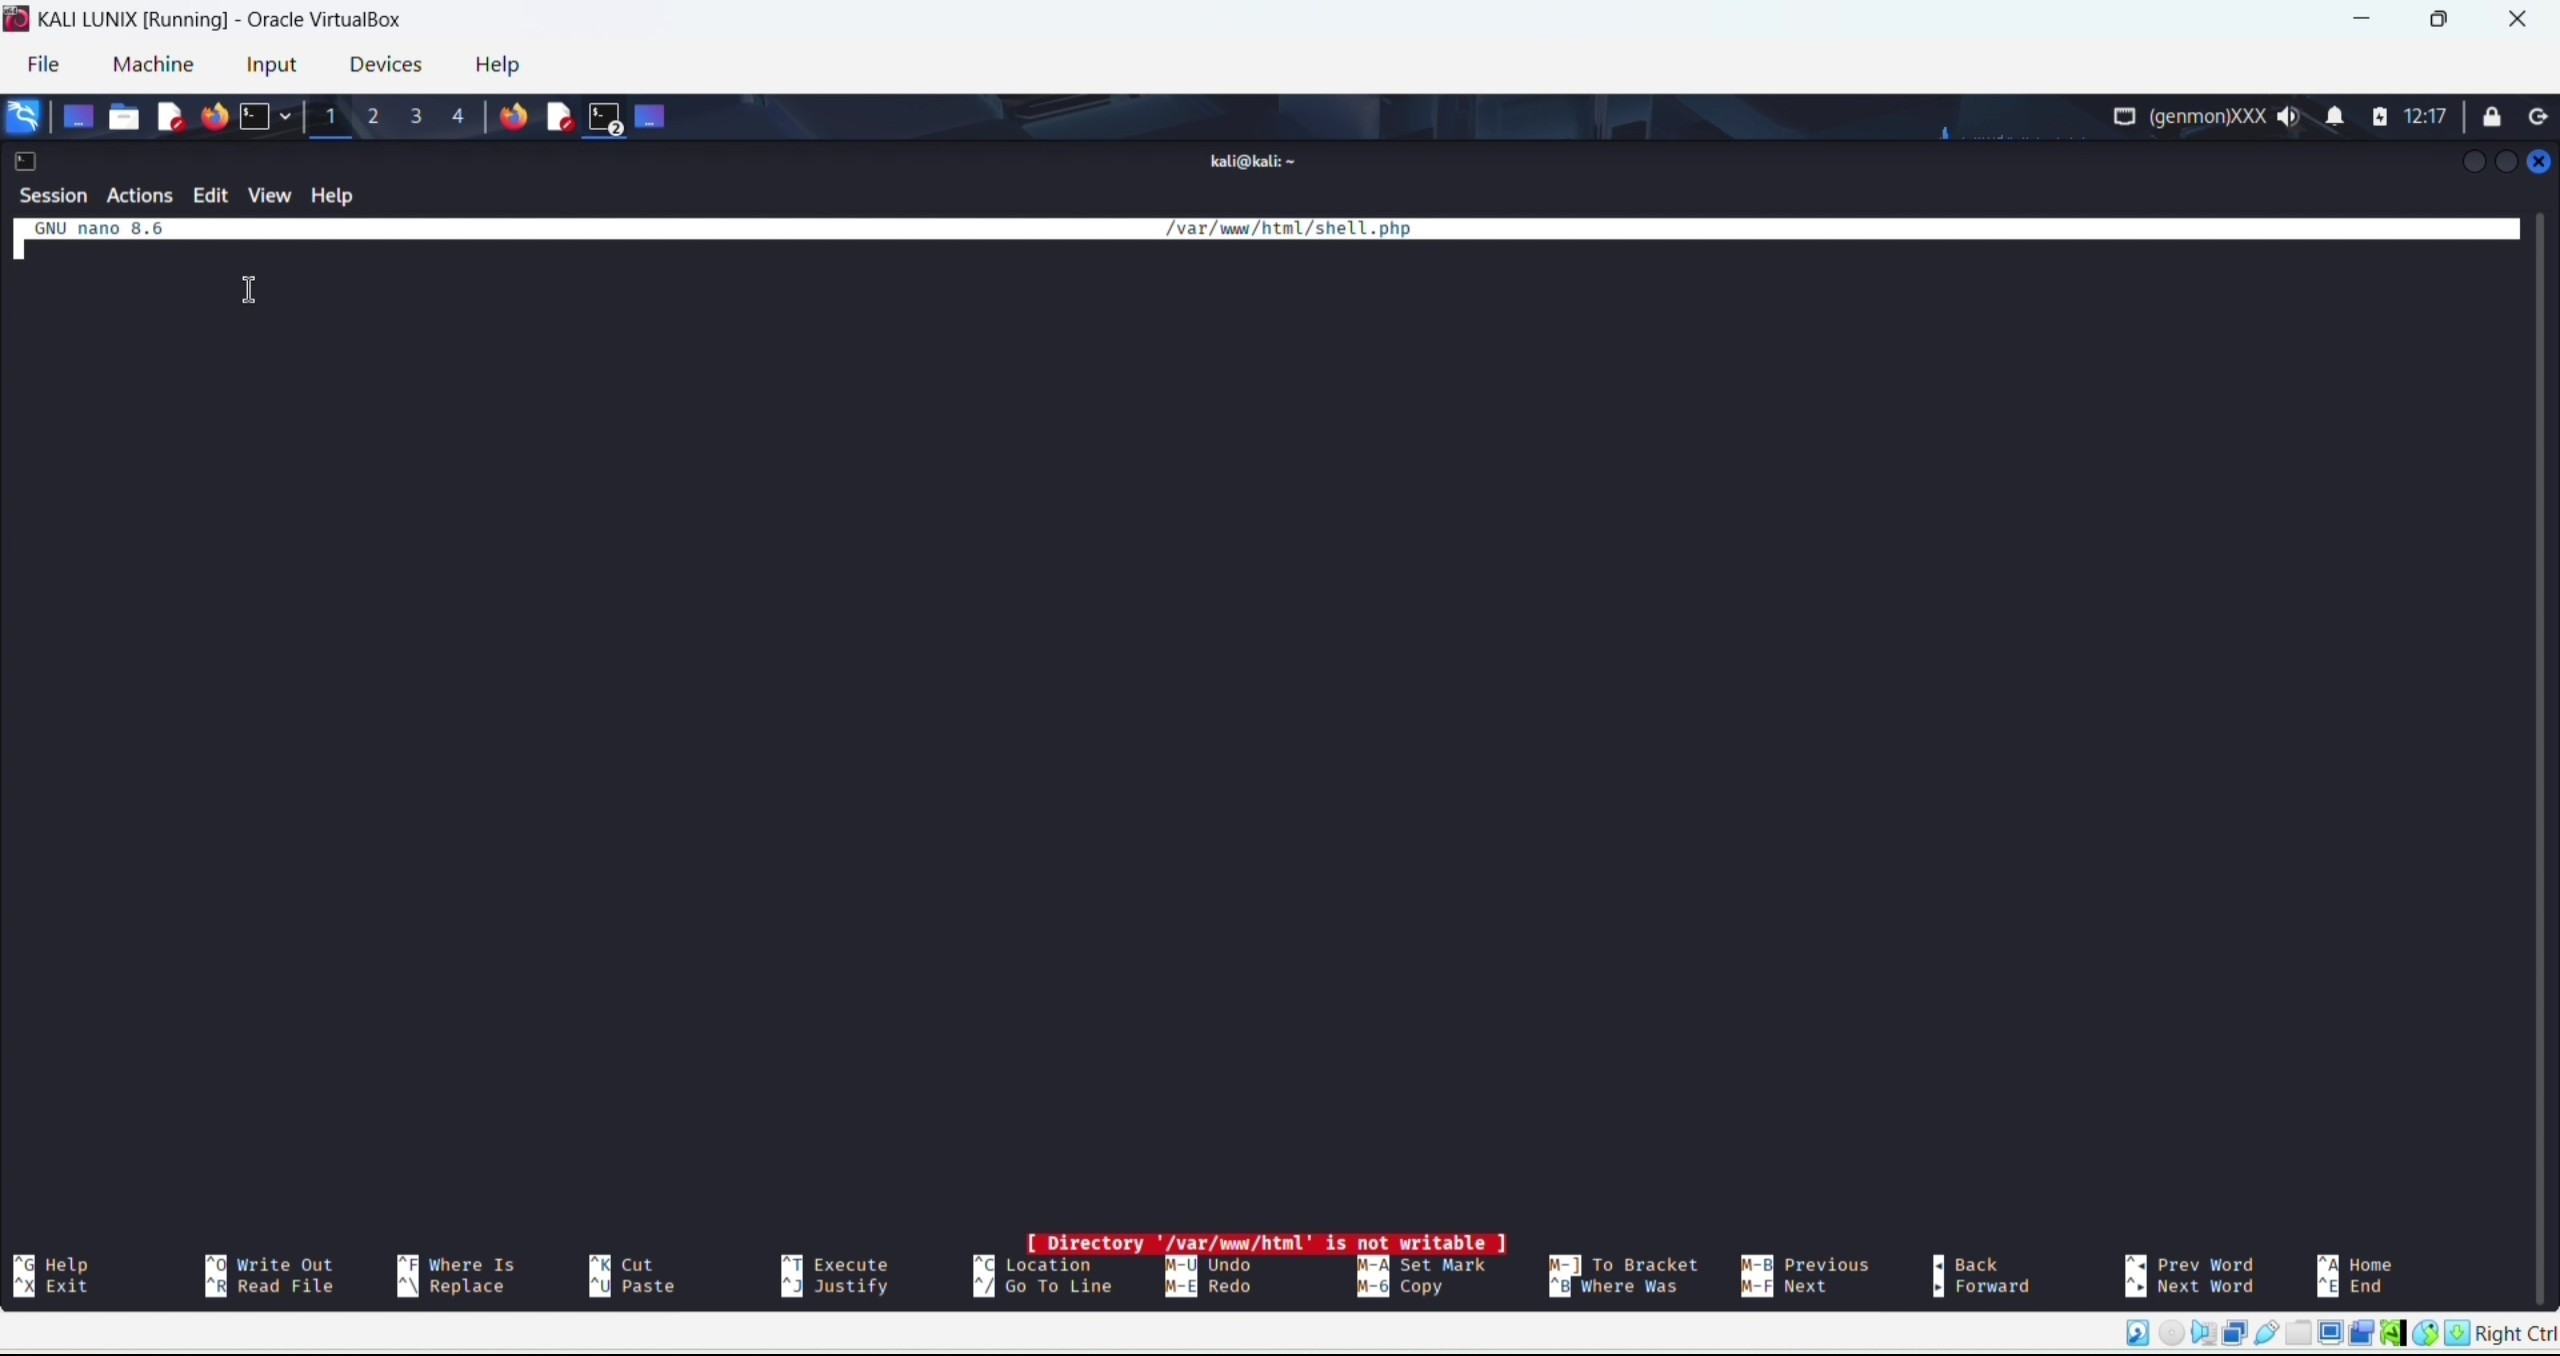 KALI LUNIX [Running] - Oracle VirtualBox
File Machine Input Devices Help
1 2 3 4 2 (genmon)XXX 12:17
kali@kali: ~
Session Actions Edit View Help
GNU nano 8.6 /var/www/html/shell.php
[ Directory '/var/www/html' is not writable ]
^G Help ^O Write Out ^F Where Is ^K Cut ^T Execute ^C Location M-U Undo M-A Set Mark M-] To Bracket M-B Previous ◂ Back ^◂ Prev Word ^A Home
^X Exit ^R Read File ^\ Replace ^U Paste ^J Justify ^/ Go To Line M-E Redo M-6 Copy ^B Where Was M-F Next ▸ Forward ^▸ Next Word ^E End
Right Ctrl